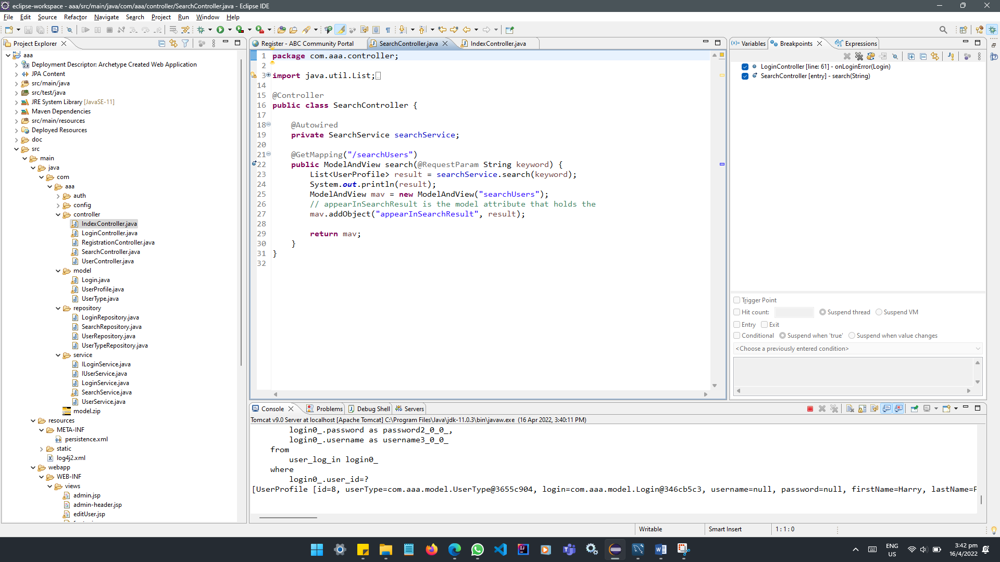 eclipse-workspace - aaa/src/main/java/com/aaa/controller/SearchController.java - Eclipse IDE
File Edit Source Refactor Navigate Search Project Run Window Help
Project Explorer
aaa
Deployment Descriptor: Archetype Created Web Application
JPA Content
src/main/java
src/test/java
JRE System Library [JavaSE-11]
Maven Dependencies
src/main/resources
Deployed Resources
doc
src
main
java
com
aaa
auth
config
controller
IndexController.java
LoginController.java
RegistrationController.java
SearchController.java
UserController.java
model
Login.java
UserProfile.java
UserType.java
repository
LoginRepository.java
SearchRepository.java
UserRepository.java
UserTypeRepository.java
service
ILoginService.java
IUserService.java
LoginService.java
SearchService.java
UserService.java
model.zip
resources
META-INF
persistence.xml
static
log4j2.xml
webapp
WEB-INF
views
admin.jsp
admin-header.jsp
editUser.jsp
Register - ABC Community Portal SearchController.java IndexController.java
1 package com.aaa.controller;
2
3 import java.util.List;
14
15 @Controller
16 public class SearchController {
17
18 @Autowired
19 private SearchService searchService;
20
21 @GetMapping("/searchUsers")
22 public ModelAndView search(@RequestParam String keyword) {
23 List<UserProfile> result = searchService.search(keyword);
24 System.out.println(result);
25 ModelAndView mav = new ModelAndView("searchUsers");
26 // appearInSearchResult is the model attribute that holds the
27 mav.addObject("appearInSearchResult", result);
28
29 return mav;
30 }
31 }
32
Variables Breakpoints Expressions
LoginController [line: 61] - onLoginError(Login)
SearchController [entry] - search(String)
Trigger Point
Hit count: Suspend thread Suspend VM
Entry Exit
Conditional Suspend when 'true' Suspend when value changes
<Choose a previously entered condition>
Console Problems Debug Shell Servers
Tomcat v9.0 Server at localhost [Apache Tomcat] C:\Program Files\Java\jdk-11.0.3\bin\javaw.exe (16 Apr 2022, 3:40:11 PM)
login0_.password as password2_0_0_,
login0_.username as username3_0_0_
from
user_log_in login0_
where
login0_.user_id=?
[UserProfile [id=8, userType=com.aaa.model.UserType@3655c904, login=com.aaa.model.Login@346cb5c3, username=null, password=null, firstName=Harry, lastName=
Writable Smart Insert 1 : 1 : 0
ENG
US
3:42 pm
16/4/2022